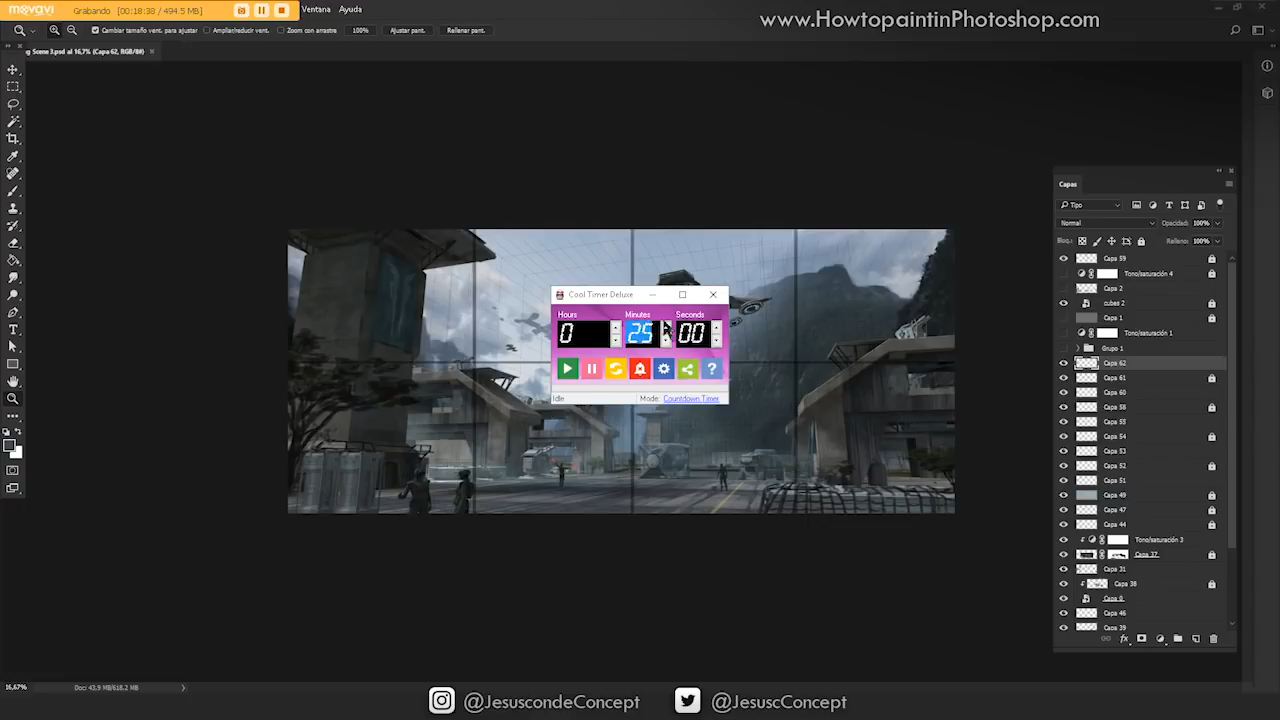 movavi
Grabando [00:18:38 / 494.5 MB]
Ventana Ayuda
www.HowtopaintinPhotoshop.com
Cambiar tamaño vent. para ajustar
Ampliar/reducir vent.
Zoom con arrastre
100%
Ajustar pant.
Rellenar pant.
g Scene 3.psd al 16,7% (Capa 62, RGB/8#)
Capas
Tipo
Normal
Opacidad: 100%
Bloq.:
Relleno: 100%
Capa 59
Tono/saturación 4
Capa 2
cubes 2
Capa 1
Tono/saturación 1
Grupo 1
Capa 62
Capa 61
Capa 60
Capa 58
Capa 55
Capa 54
Capa 53
Capa 52
Capa 51
Capa 49
Capa 47
Capa 44
Tono/saturación 3
Capa 37
Capa 31
Capa 38
Capa 0
Capa 46
Capa 39
Cool Timer Deluxe
Hours Minutes Seconds
0 25 00
Idle
Mode: Countdown Timer
16,67%
Doc: 43,9 MB/618,2 MB
@JesuscondeConcept
@JesuscConcept